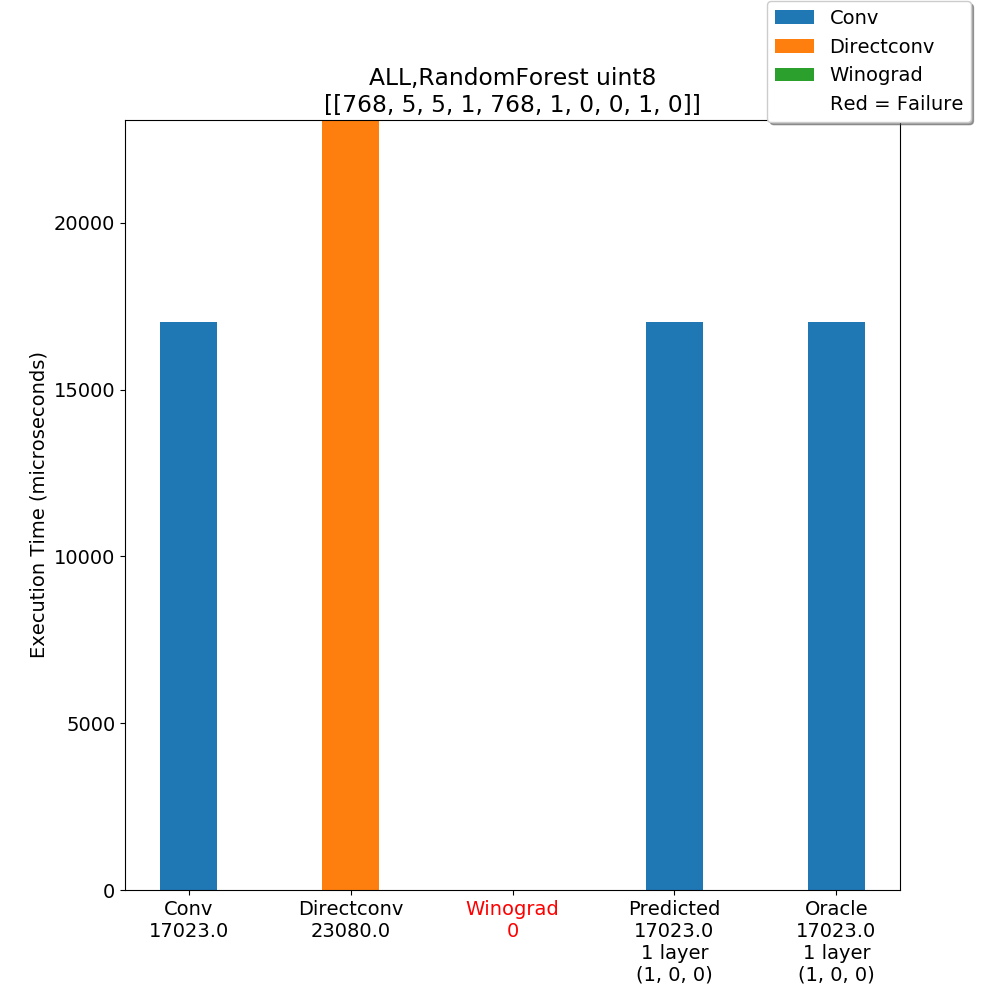 Conv
Directconv
Winograd
Red = Failure
ALL,RandomForest uint8
[[768, 5, 5, 1, 768, 1, 0, 0, 1, 0]]
Execution Time (microseconds)
20000
15000
10000
5000
0
Conv
17023.0
Directconv
23080.0
Winograd
0
Predicted
17023.0
1 layer
(1, 0, 0)
Oracle
17023.0
1 layer
(1, 0, 0)